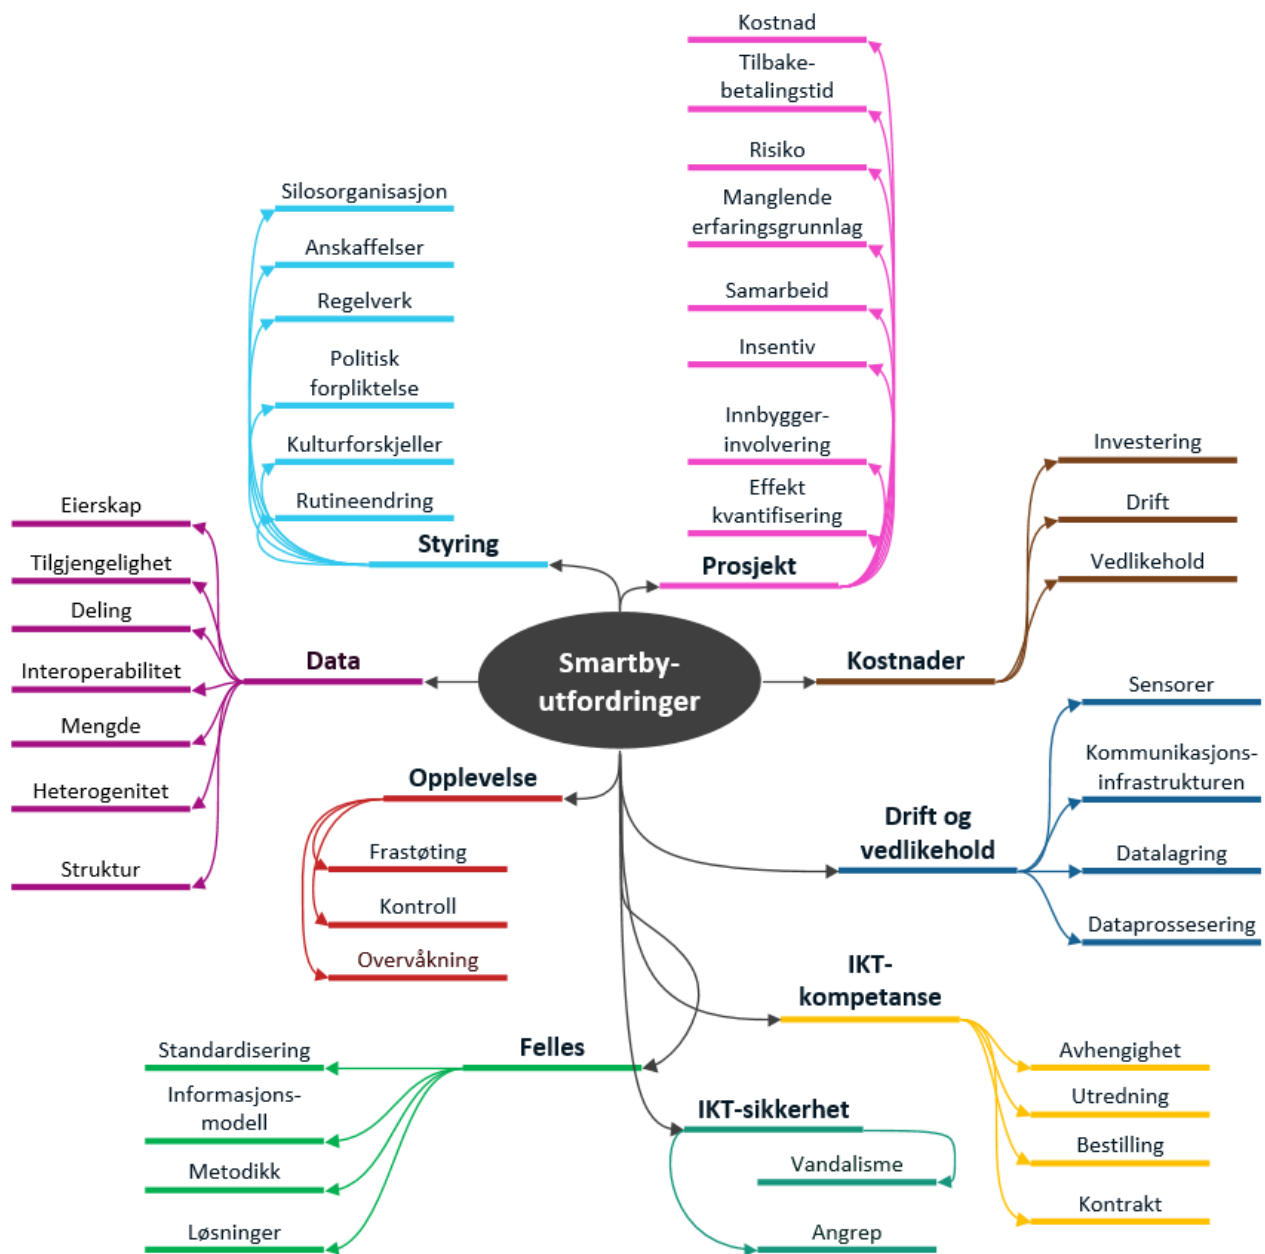 Smartby-
utfordringer
Prosjekt
Kostnad
Tilbake-
betalingstid
Risiko
Manglende
erfaringsgrunnlag
Samarbeid
Insentiv
Innbygger-
involvering
Effekt
kvantifisering
Kostnader
Investering
Drift
Vedlikehold
Drift og
vedlikehold
Sensorer
Kommunikasjons-
infrastrukturen
Datalagring
Dataprossesering
IKT-
kompetanse
Avhengighet
Utredning
Bestilling
Kontrakt
IKT-sikkerhet
Vandalisme
Angrep
Felles
Standardisering
Informasjons-
modell
Metodikk
Løsninger
Opplevelse
Frastøting
Kontroll
Overvåkning
Data
Eierskap
Tilgjengelighet
Deling
Interoperabilitet
Mengde
Heterogenitet
Struktur
Styring
Silosorganisasjon
Anskaffelser
Regelverk
Politisk
forpliktelse
Kulturforskjeller
Rutineendring